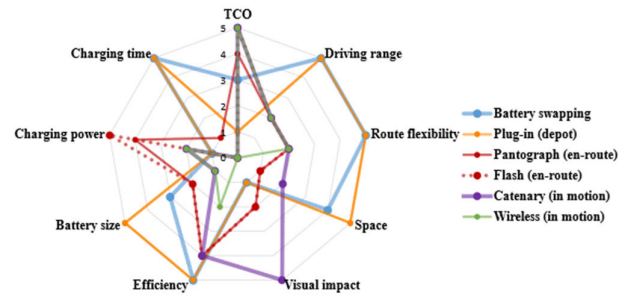 TCO
5
Charging time
4
Driving range
3
2
1
Charging power
0
Route flexibility
Battery size
Space
Efficiency
Visual impact
Battery swapping
Plug-in (depot)
Pantograph (en-route)
Flash (en-route)
Catenary (in motion)
Wireless (in motion)